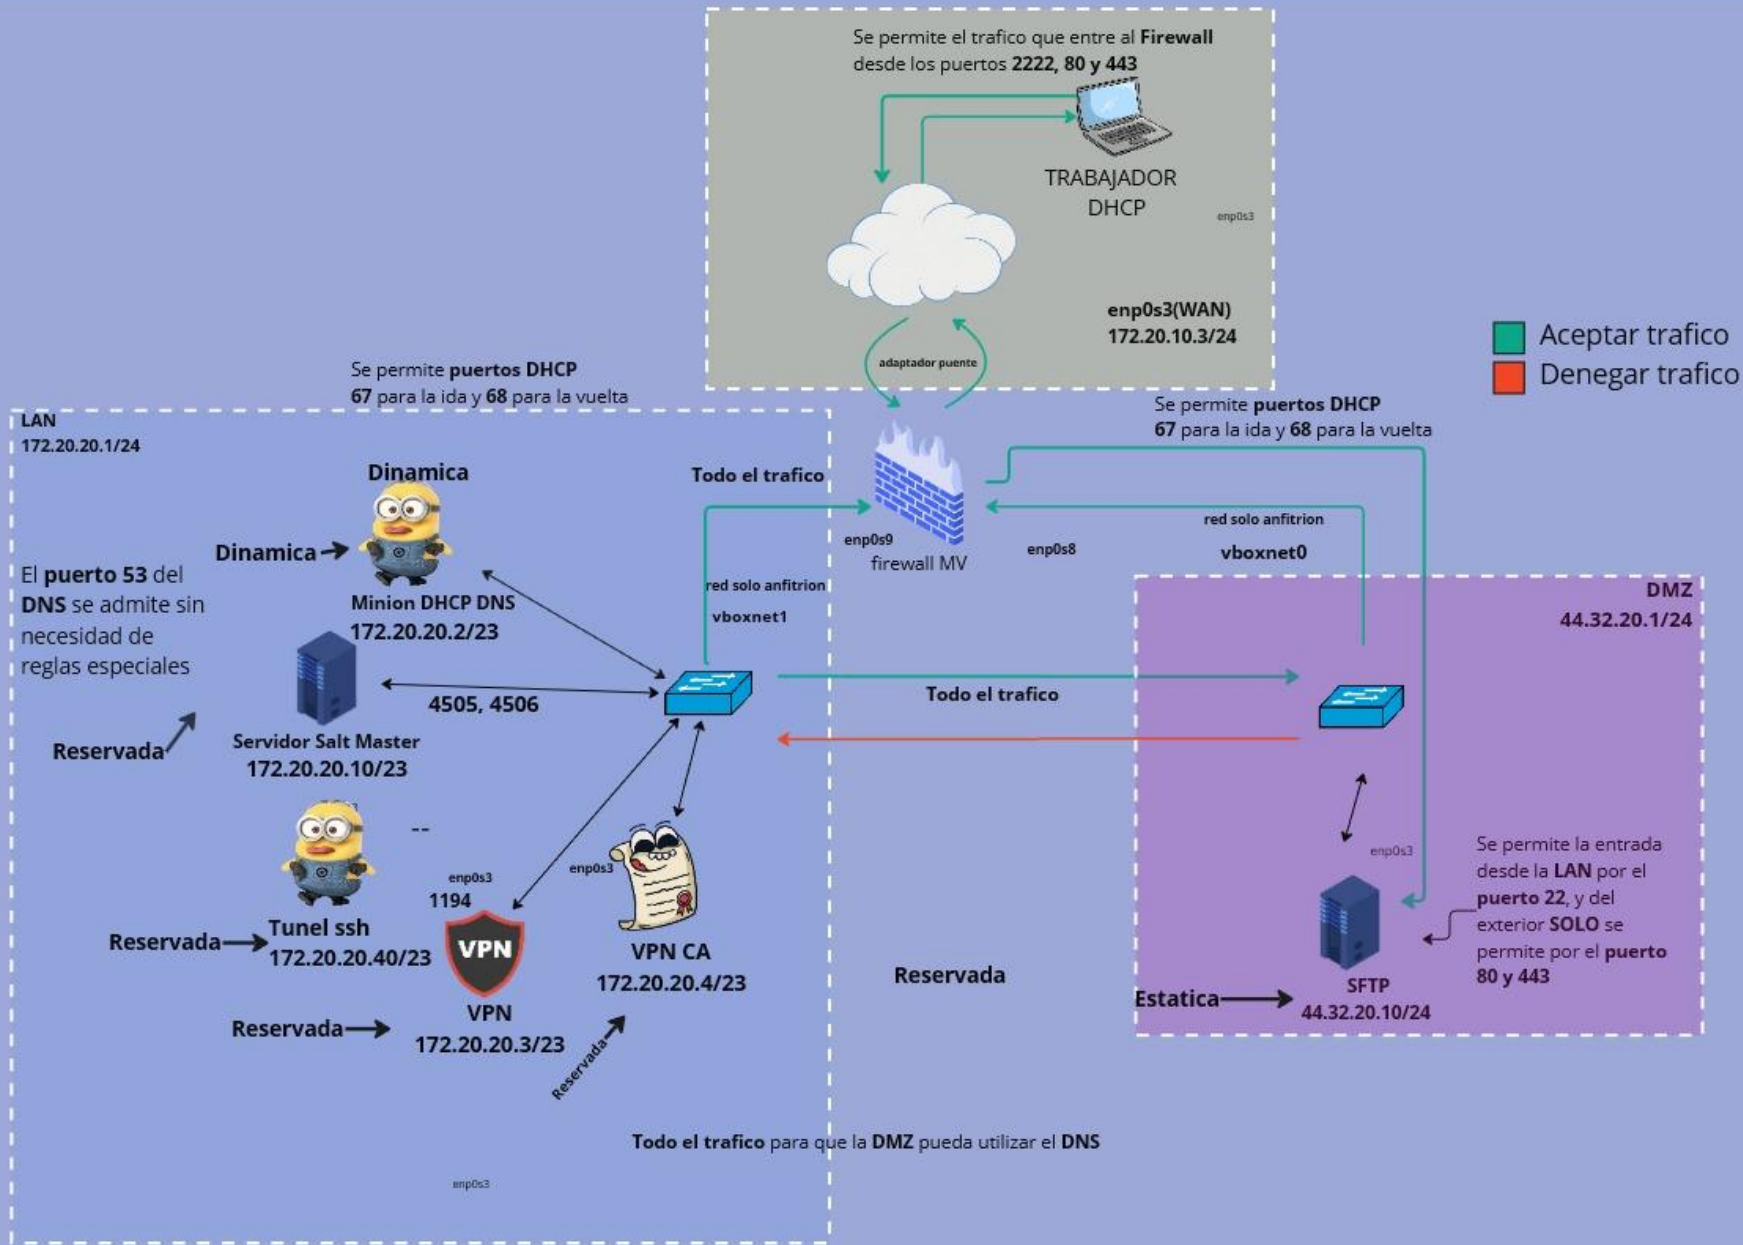 Se permite el trafico que entre al Firewall
desde los puertos 2222, 80 y 443
TRABAJADOR
DHCP
enp0s3
enp0s3(WAN)
172.20.10.3/24
adaptador puente
Aceptar trafico
Denegar trafico
Se permite puertos DHCP
67 para la ida y 68 para la vuelta
Se permite puertos DHCP
67 para la ida y 68 para la vuelta
LAN
172.20.20.1/24
Dinamica
Todo el trafico
Dinamica
enp0s9
firewall MV
enp0s8
red solo anfitrion
vboxnet0
El puerto 53 del
DNS se admite sin
necesidad de
reglas especiales
Minion DHCP DNS
172.20.20.2/23
red solo anfitrion
vboxnet1
DMZ
44.32.20.1/24
4505, 4506
Todo el trafico
Reservada
Servidor Salt Master
172.20.20.10/23
--
enp0s3
1194
enp0s3
enp0s3
Se permite la entrada
desde la LAN por el
puerto 22, y del
exterior SOLO se
permite por el puerto
80 y 443
Reservada
Tunel ssh
172.20.20.40/23
VPN
VPN CA
172.20.20.4/23
Reservada
SFTP
Estatica
44.32.20.10/24
Reservada
VPN
172.20.20.3/23
Reservada
Todo el trafico para que la DMZ pueda utilizar el DNS
enp0s3